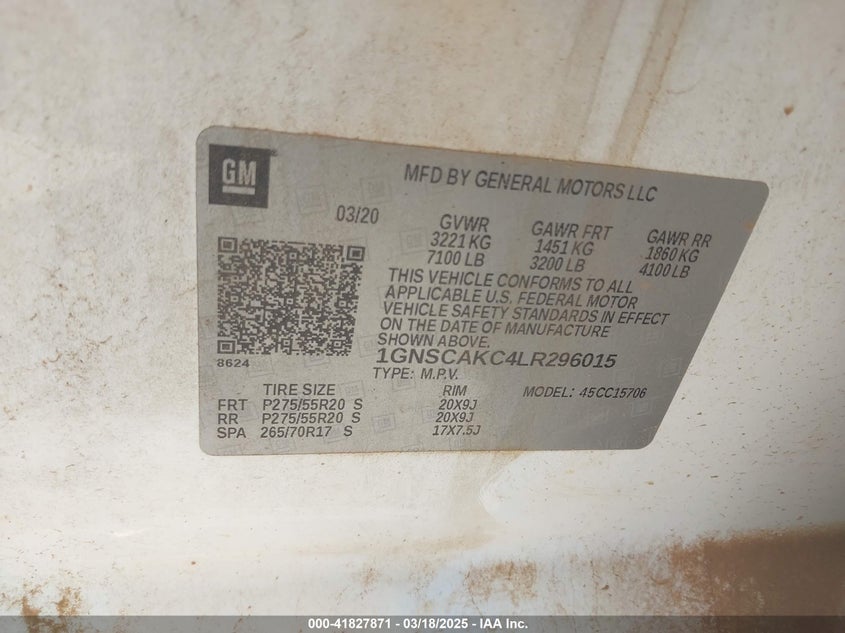 GM
MFD BY GENERAL MOTORS LLC
03/20
GVWR GAWR FRT GAWR RR
3221 KG 1451 KG 1860 KG
7100 LB 3200 LB 4100 LB
THIS VEHICLE CONFORMS TO ALL
APPLICABLE U.S. FEDERAL MOTOR
VEHICLE SAFETY STANDARDS IN EFFECT
ON THE DATE OF MANUFACTURE
SHOWN ABOVE.
8624
1GNSCAKC4LR296015
TYPE: M.P.V.
MODEL: 45CC15706
TIRE SIZE RIM
FRT P275/55R20 S 20X9J
RR P275/55R20 S 20X9J
SPA 265/70R17 S 17X7.5J
000-41827871 - 03/18/2025 - IAA Inc.